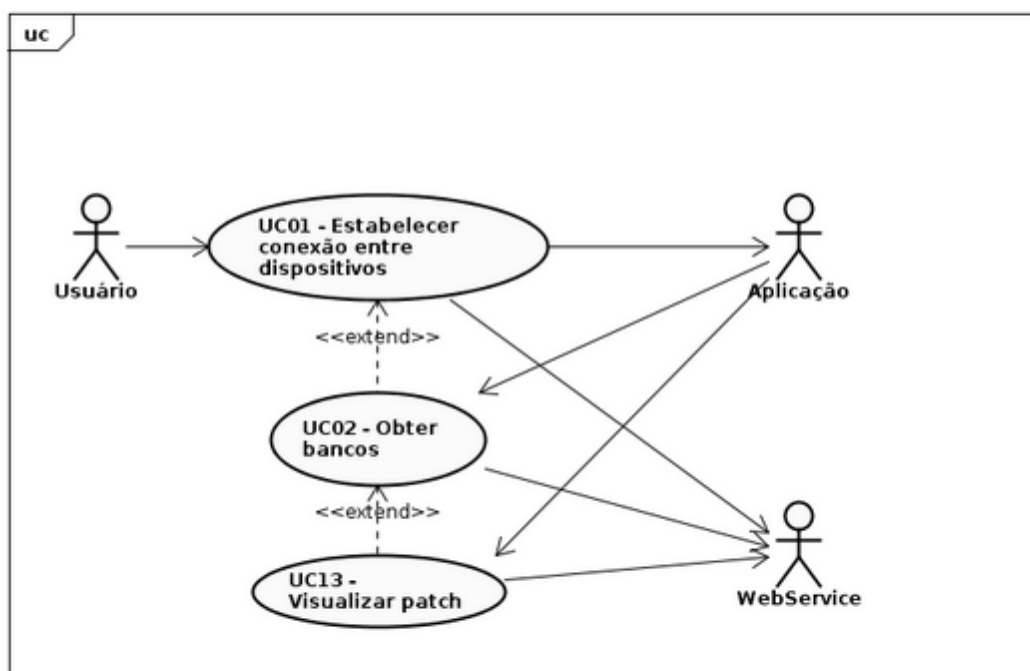 uc
UC01 - Estabelecer
conexão entre
dispositivos
Usuário
Aplicação
<<extend>>
UC02 - Obter
bancos
<<extend>>
UC13 -
Visualizar patch
WebService